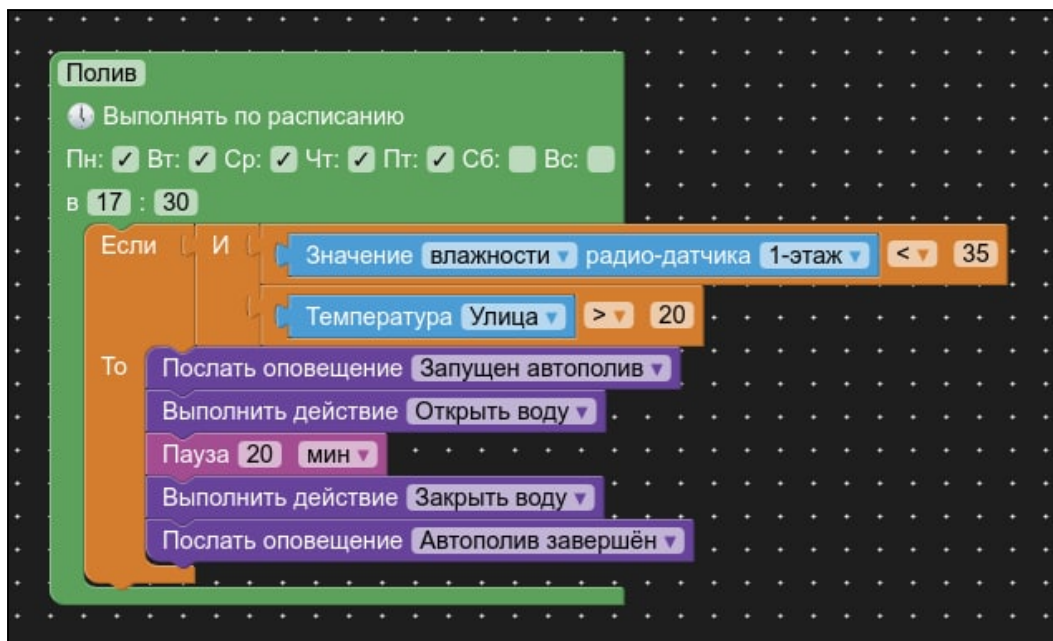 Полив
Выполнять по расписанию
Пн: ✓ Вт: ✓ Ср: ✓ Чт: ✓ Пт: ✓ Сб: Вс:
в 17 : 30
Если И Значение влажности ▾ радио-датчика 1-этаж ▾ < ▾ 35
Температура Улица ▾ > ▾ 20
То Послать оповещение Запущен автополив ▾
Выполнить действие Открыть воду ▾
Пауза 20 мин ▾
Выполнить действие Закрыть воду ▾
Послать оповещение Автополив завершён ▾